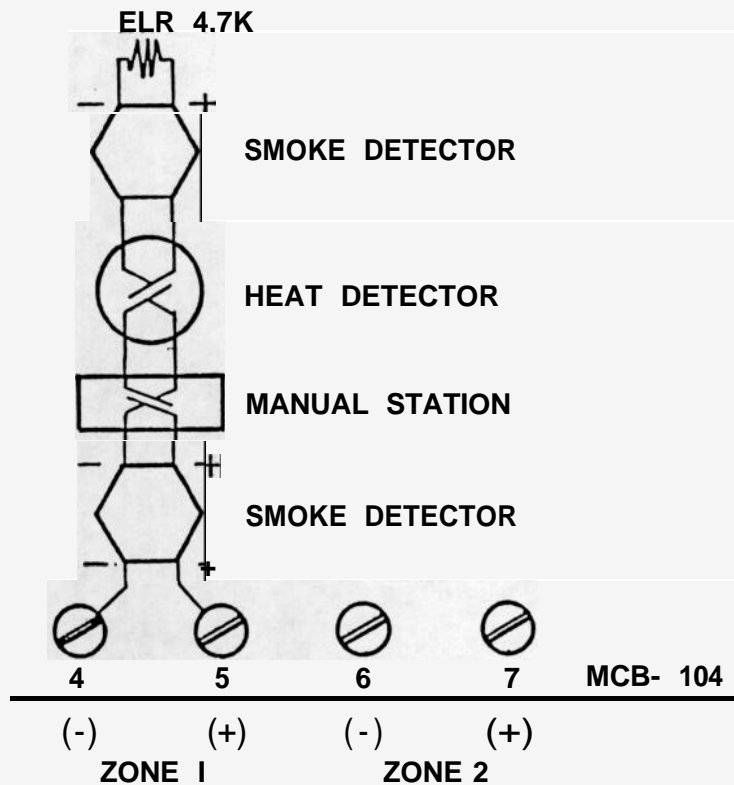 ELR 4.7K
- +
SMOKE DETECTOR
HEAT DETECTOR
MANUAL STATION
- +
SMOKE DETECTOR
- +
4 5 6 7 MCB- 104
(-) (+) (-) (+)
ZONE I ZONE 2